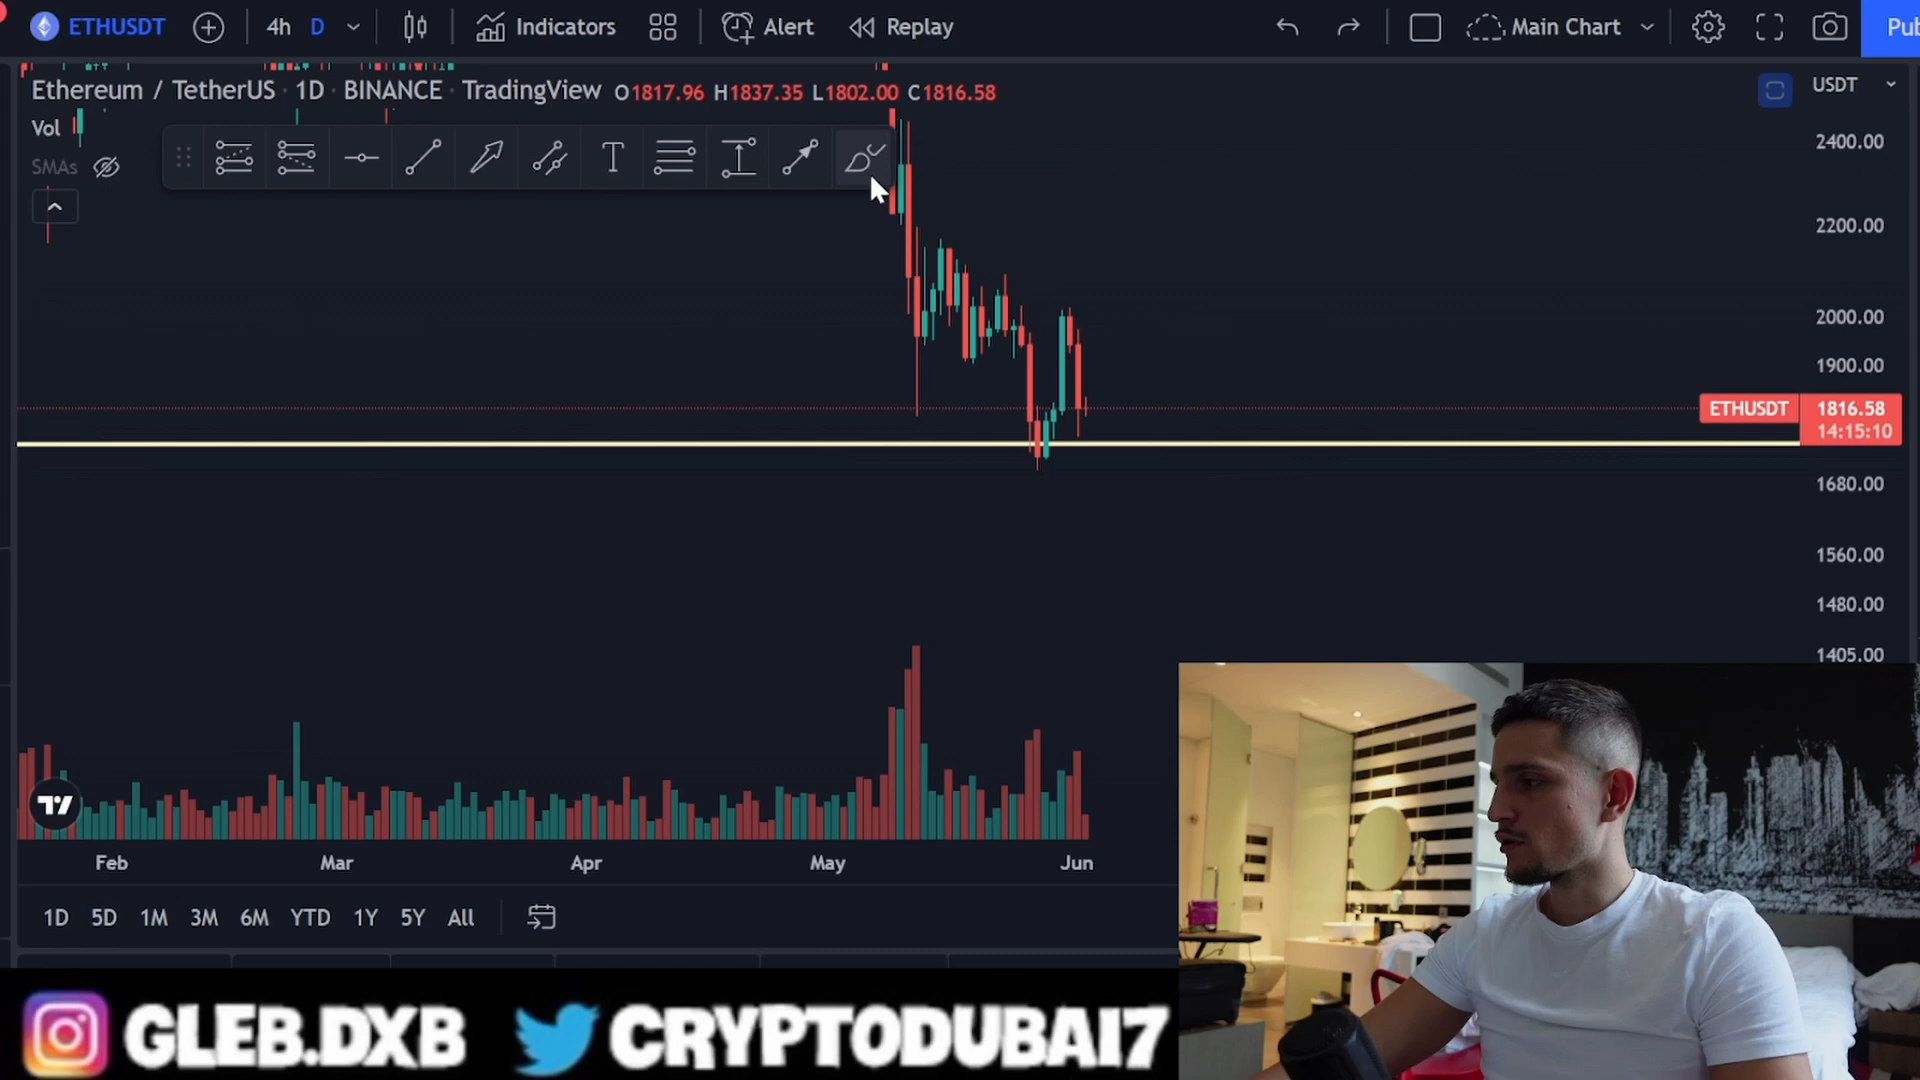 ETHUSDT 4h D Indicators Alert Replay Main Chart Pub
Ethereum / TetherUS · 1D · BINANCE · TradingView O1817.96 H1837.35 L1802.00 C1816.58 USDT
Vol
SMAs
T
2400.00
2200.00
2000.00
1900.00
ETHUSDT 1816.58
14:15:10
1680.00
1560.00
1480.00
1405.00
Feb Mar Apr May Jun
1D 5D 1M 3M 6M YTD 1Y 5Y All
GLEB.DXB CRYPTODUBAI7